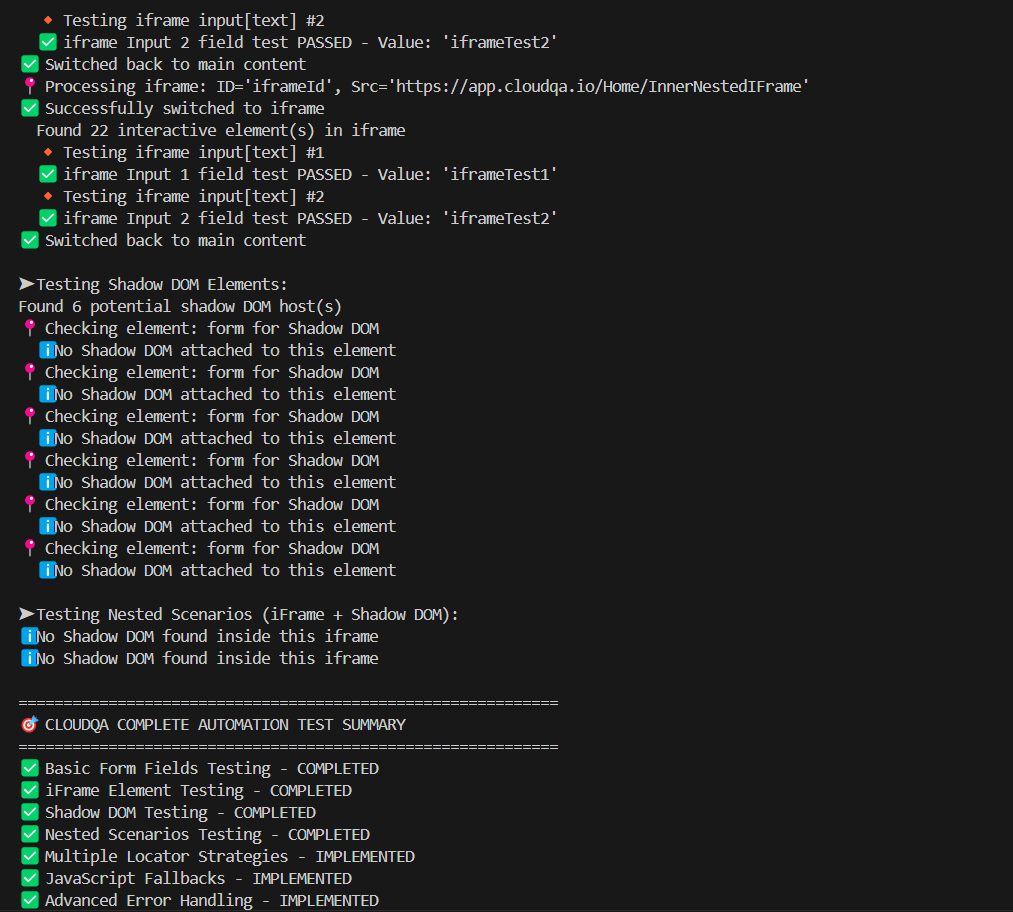 🔸 Testing iframe input[text] #2
✅ iframe Input 2 field test PASSED - Value: 'iframeTest2'
✅ Switched back to main content
📍 Processing iframe: ID='iframeId', Src='https://app.cloudqa.io/Home/InnerNestedIFrame'
✅ Successfully switched to iframe
Found 22 interactive element(s) in iframe
🔸 Testing iframe input[text] #1
✅ iframe Input 1 field test PASSED - Value: 'iframeTest1'
🔸 Testing iframe input[text] #2
✅ iframe Input 2 field test PASSED - Value: 'iframeTest2'
✅ Switched back to main content

➤Testing Shadow DOM Elements:
Found 6 potential shadow DOM host(s)
📍 Checking element: form for Shadow DOM
ℹ️No Shadow DOM attached to this element
📍 Checking element: form for Shadow DOM
ℹ️No Shadow DOM attached to this element
📍 Checking element: form for Shadow DOM
ℹ️No Shadow DOM attached to this element
📍 Checking element: form for Shadow DOM
ℹ️No Shadow DOM attached to this element
📍 Checking element: form for Shadow DOM
ℹ️No Shadow DOM attached to this element
📍 Checking element: form for Shadow DOM
ℹ️No Shadow DOM attached to this element

➤Testing Nested Scenarios (iFrame + Shadow DOM):
ℹ️No Shadow DOM found inside this iframe
ℹ️No Shadow DOM found inside this iframe

============================================================
🎯 CLOUDQA COMPLETE AUTOMATION TEST SUMMARY
============================================================
✅ Basic Form Fields Testing - COMPLETED
✅ iFrame Element Testing - COMPLETED
✅ Shadow DOM Testing - COMPLETED
✅ Nested Scenarios Testing - COMPLETED
✅ Multiple Locator Strategies - IMPLEMENTED
✅ JavaScript Fallbacks - IMPLEMENTED
✅ Advanced Error Handling - IMPLEMENTED